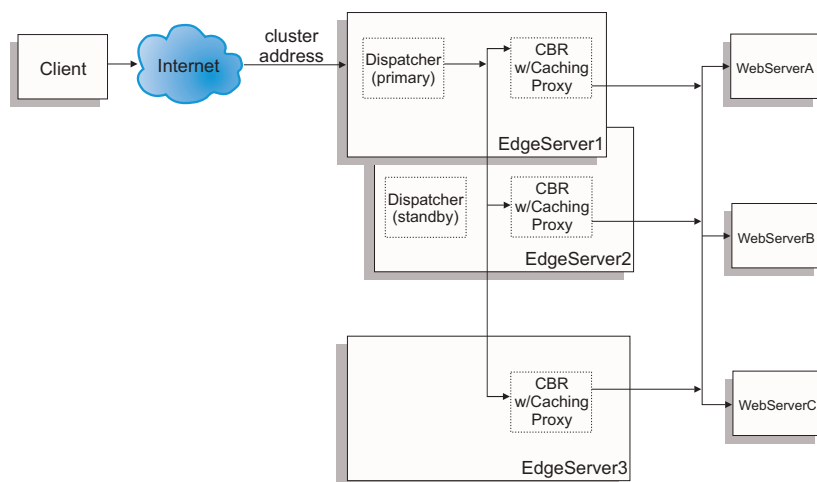 Client
Internet
cluster
address
Dispatcher
(primary)
CBR
w/Caching
Proxy
EdgeServer1
Dispatcher
(standby)
CBR
w/Caching
Proxy
EdgeServer2
CBR
w/Caching
Proxy
EdgeServer3
WebServerA
WebServerB
WebServerC